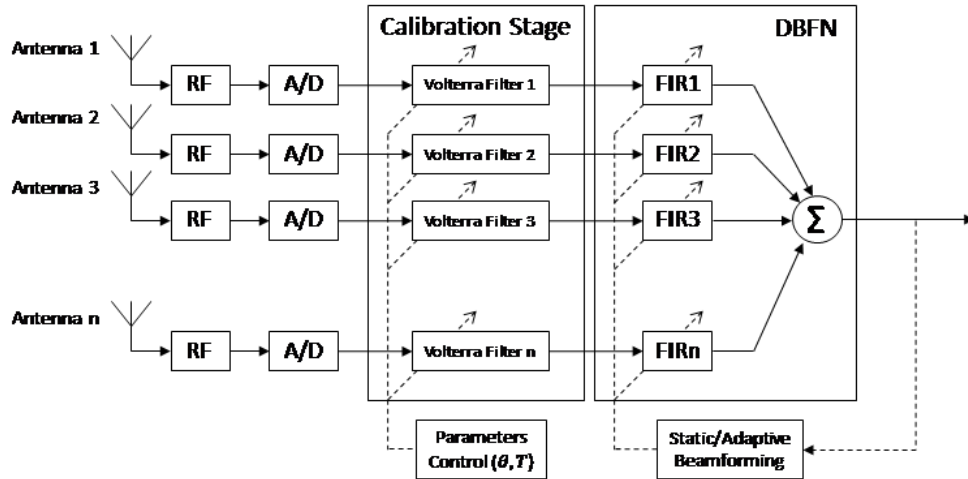 Calibration Stage
DBFN
Antenna 1
RF
A/D
Volterra Filter 1
FIR1
Antenna 2
RF
A/D
Volterra Filter 2
FIR2
Antenna 3
RF
A/D
Volterra Filter 3
FIR3
Σ
Antenna n
RF
A/D
Volterra Filter n
FIRn
Parameters
Control (θ, T)
Static/Adaptive
Beamforming